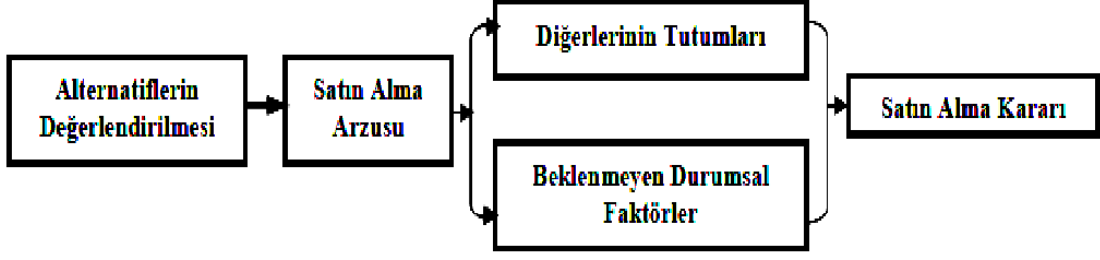 Alternatiflerin
Değerlendirilmesi
Satın Alma
Arzusu
Diğerlerinin Tutumları
Beklenmeyen Durumsal
Faktörler
Satın Alma Kararı